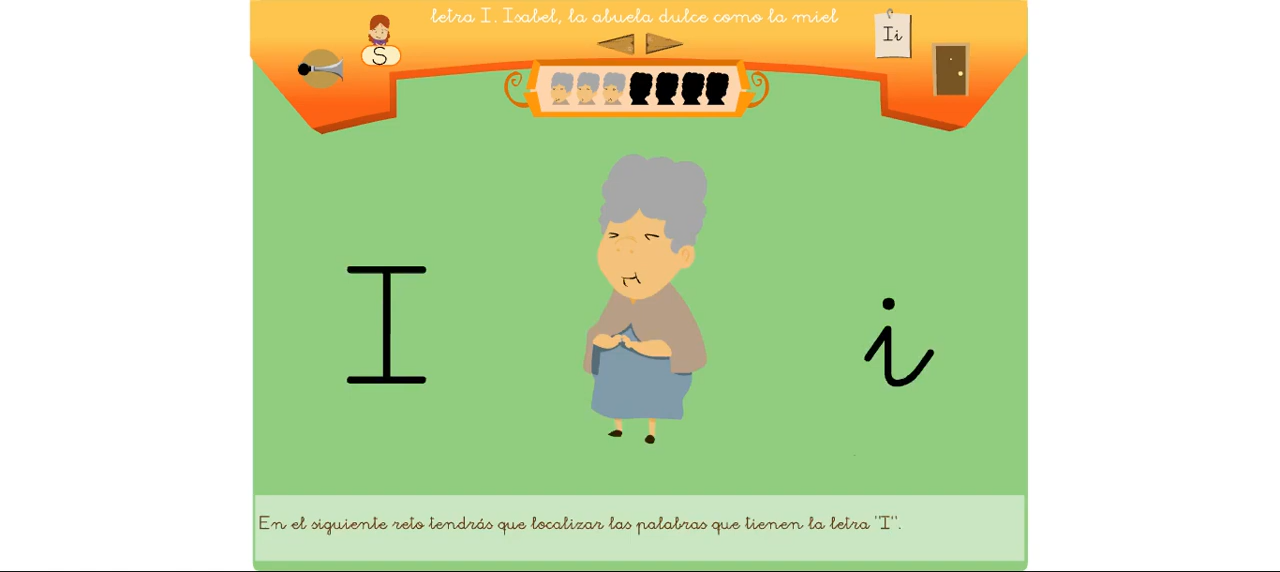 letra I. Isabel, la abuela dulce como la miel
S
Ii
I
i
En el siguiente reto tendrás que localizar las palabras que tienen la letra "I".